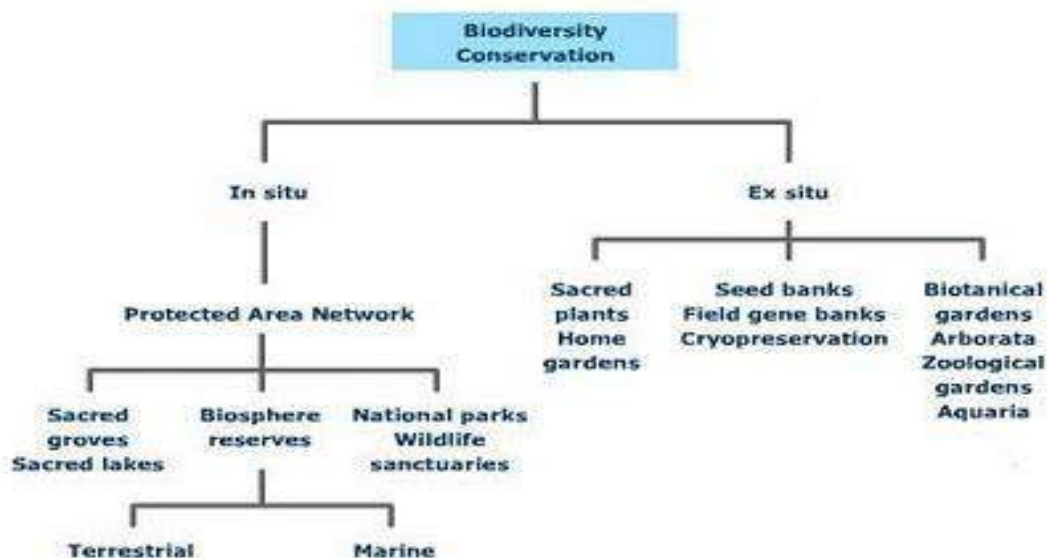 Biodiversity
Conservation
In situ
Ex situ
Protected Area Network
Sacred
plants
Home
gardens
Seed banks
Field gene banks
Cryopreservation
Biotanical
gardens
Arborata
Zoological
gardens
Aquaria
Sacred
groves
Sacred lakes
Biosphere
reserves
National parks
Wildlife
sanctuaries
Terrestrial
Marine